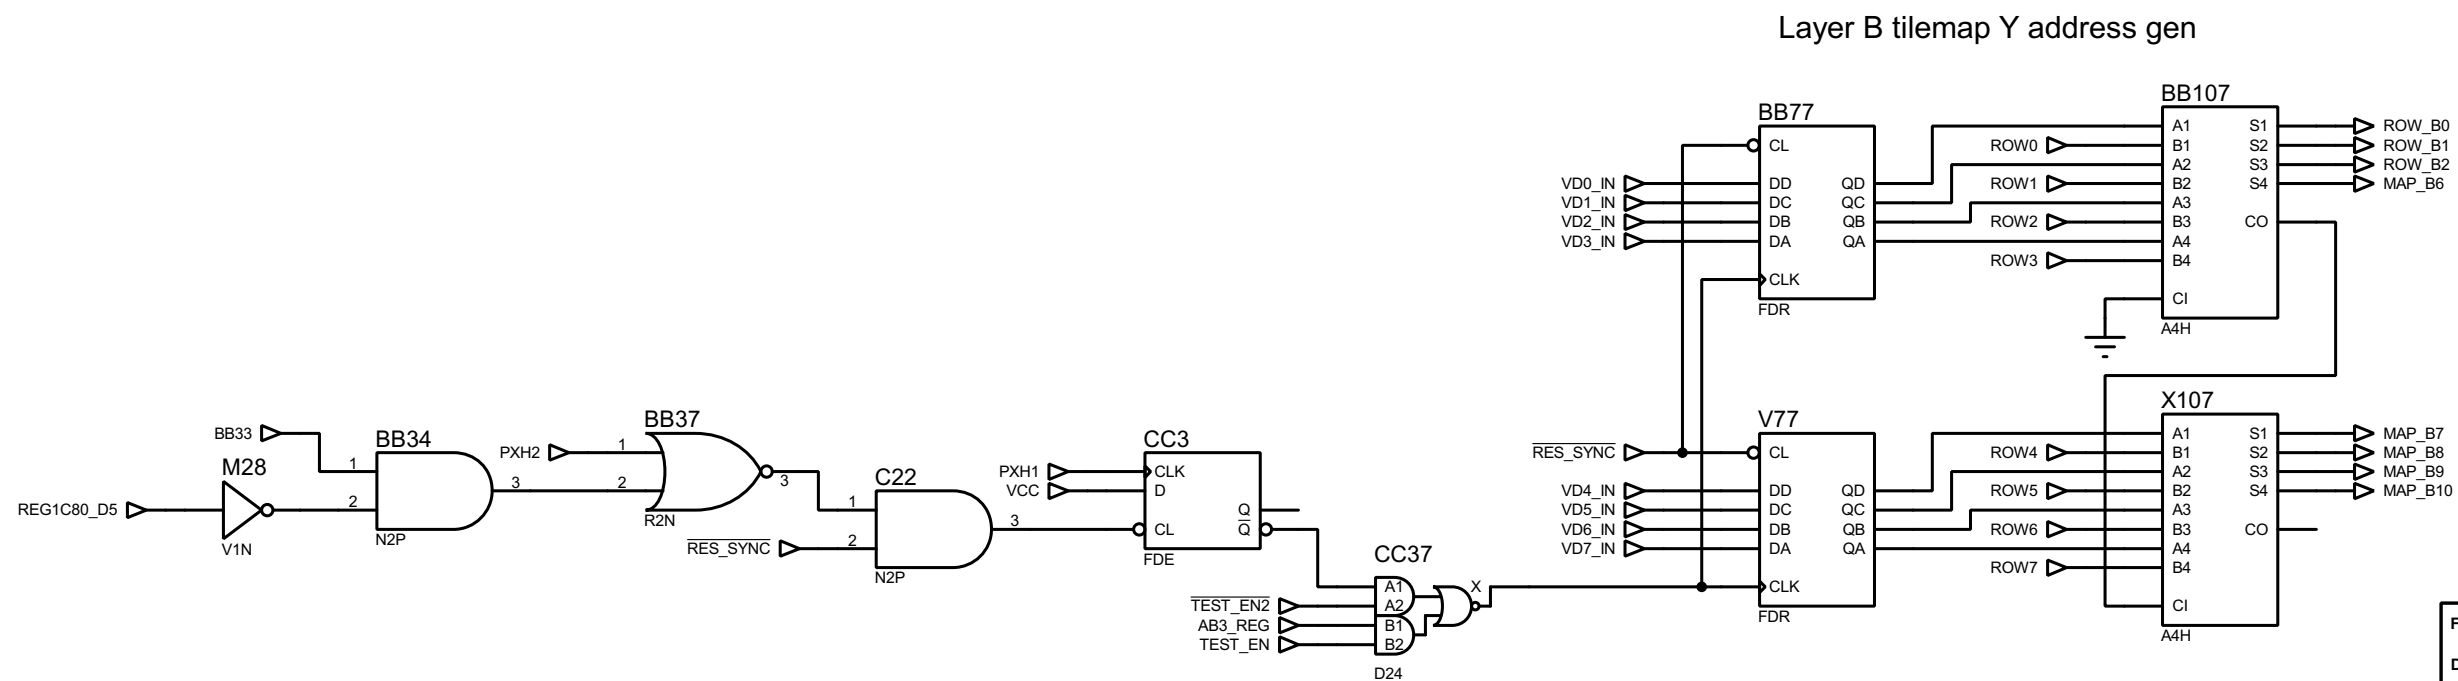 Layer B tilemap Y address gen
BB107
BB77
A1 S1 ROW_B0
CL ROW0 B1 S2 ROW_B1
A2 S3 ROW_B2
VD0_IN DD QD ROW1 B2 S4 MAP_B6
VD1_IN DC QC A3
VD2_IN DB QB ROW2 B3 CO
VD3_IN DA QA A4
ROW3 B4
CLK
CI
FDR
A4H
X107
BB37 V77
BB33 BB34 CC3 A1 S1 MAP_B7
PXH2 1 RES_SYNC CL ROW4 B1 S2 MAP_B8
M28 1 3 C22 PXH1 CLK A2 S3 MAP_B9
3 2 VCC D VD4_IN DD QD ROW5 B2 S4 MAP_B10
REG1C80_D5 2 1 Q VD5_IN DC QC A3
R2N 3 CL Q VD6_IN DB QB ROW6 B3 CO
V1N N2P RES_SYNC 2 VD7_IN DA QA A4
FDE CC37 ROW7 B4
N2P
A1 X CLK
TEST_EN2 A2 CI
AB3_REG B1 FDR
TEST_EN B2 A4H
D24
F
D